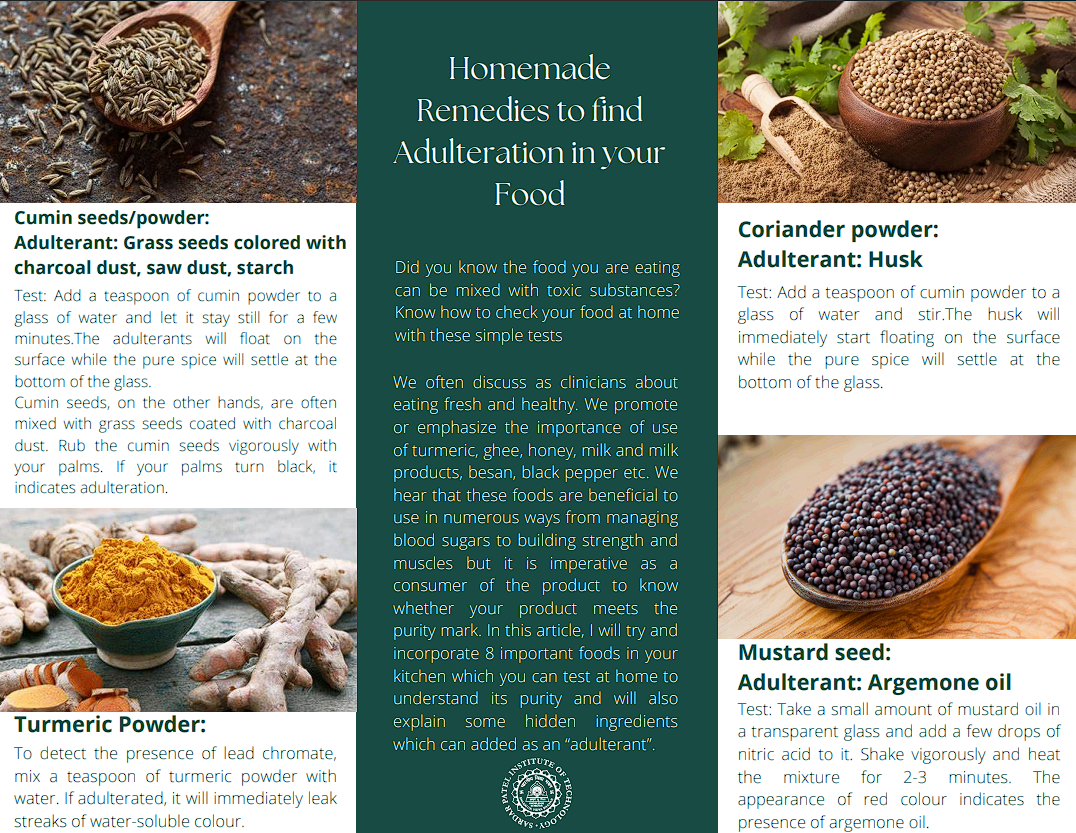 Cumin seeds/powder:
Adulterant: Grass seeds colored with
charcoal dust, saw dust, starch
Test: Add a teaspoon of cumin powder to a
glass of water and let it stay still for a few
minutes.The adulterants will float on the
surface while the pure spice will settle at the
bottom of the glass.
Cumin seeds, on the other hands, are often
mixed with grass seeds coated with charcoal
dust. Rub the cumin seeds vigorously with
your palms. If your palms turn black, it
indicates adulteration.
Turmeric Powder:
To detect the presence of lead chromate,
mix a teaspoon of turmeric powder with
water. If adulterated, it will immediately leak
streaks of water-soluble colour.
Homemade
Remedies to find
Adulteration in your
Food
Did you know the food you are eating
can be mixed with toxic substances?
Know how to check your food at home
with these simple tests
We often discuss as clinicians about
eating fresh and healthy. We promote
or emphasize the importance of use
of turmeric, ghee, honey, milk and milk
products, besan, black pepper etc. We
hear that these foods are beneficial to
use in numerous ways from managing
blood sugars to building strength and
muscles but it is imperative as a
consumer of the product to know
whether your product meets the
purity mark. In this article, I will try and
incorporate 8 important foods in your
kitchen which you can test at home to
understand its purity and will also
explain some hidden ingredients
which can added as an “adulterant”.
SARDAR PATEL INSTITUTE OF TECHNOLOGY
Coriander powder:
Adulterant: Husk
Test: Add a teaspoon of cumin powder to a
glass of water and stir.The husk will
immediately start floating on the surface
while the pure spice will settle at the
bottom of the glass.
Mustard seed:
Adulterant: Argemone oil
Test: Take a small amount of mustard oil in
a transparent glass and add a few drops of
nitric acid to it. Shake vigorously and heat
the mixture for 2-3 minutes. The
appearance of red colour indicates the
presence of argemone oil.